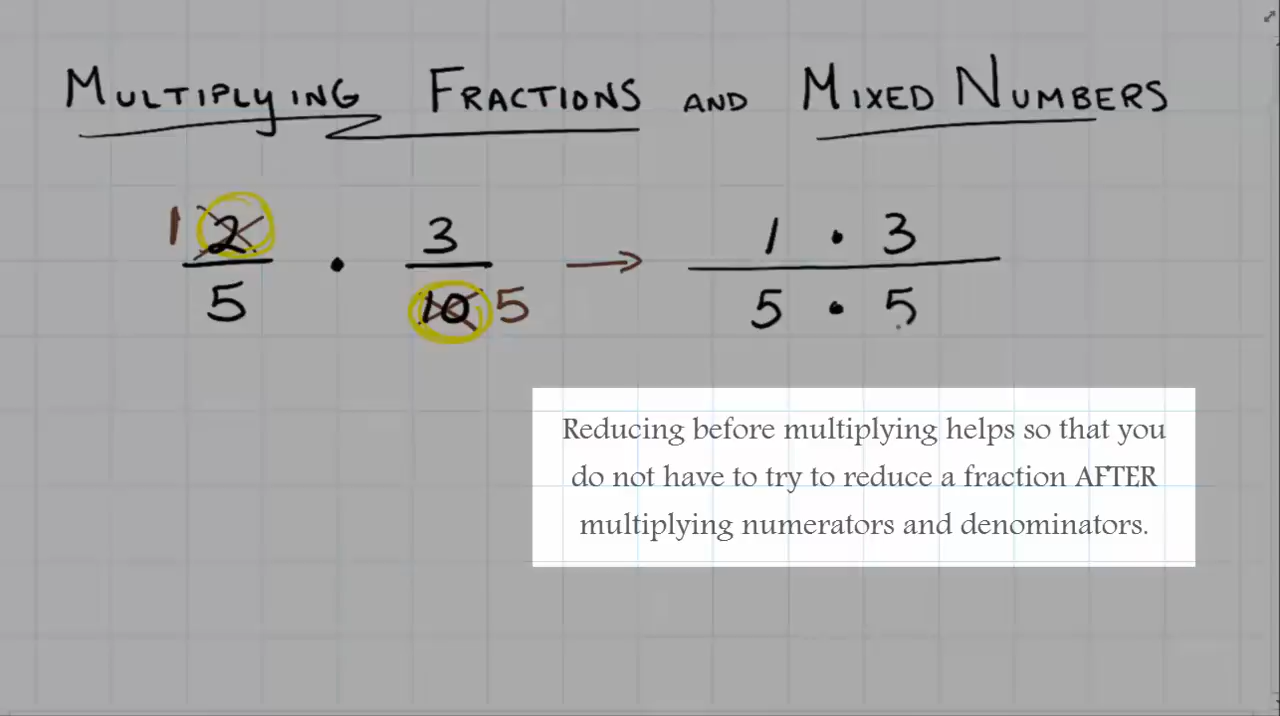 MULTIPLYING FRACTIONS AND MIXED NUMBERS
1 2 3 1 · 3
— · — → —
5 10 5 5 · 5
Reducing before multiplying helps so that you
do not have to try to reduce a fraction AFTER
multiplying numerators and denominators.